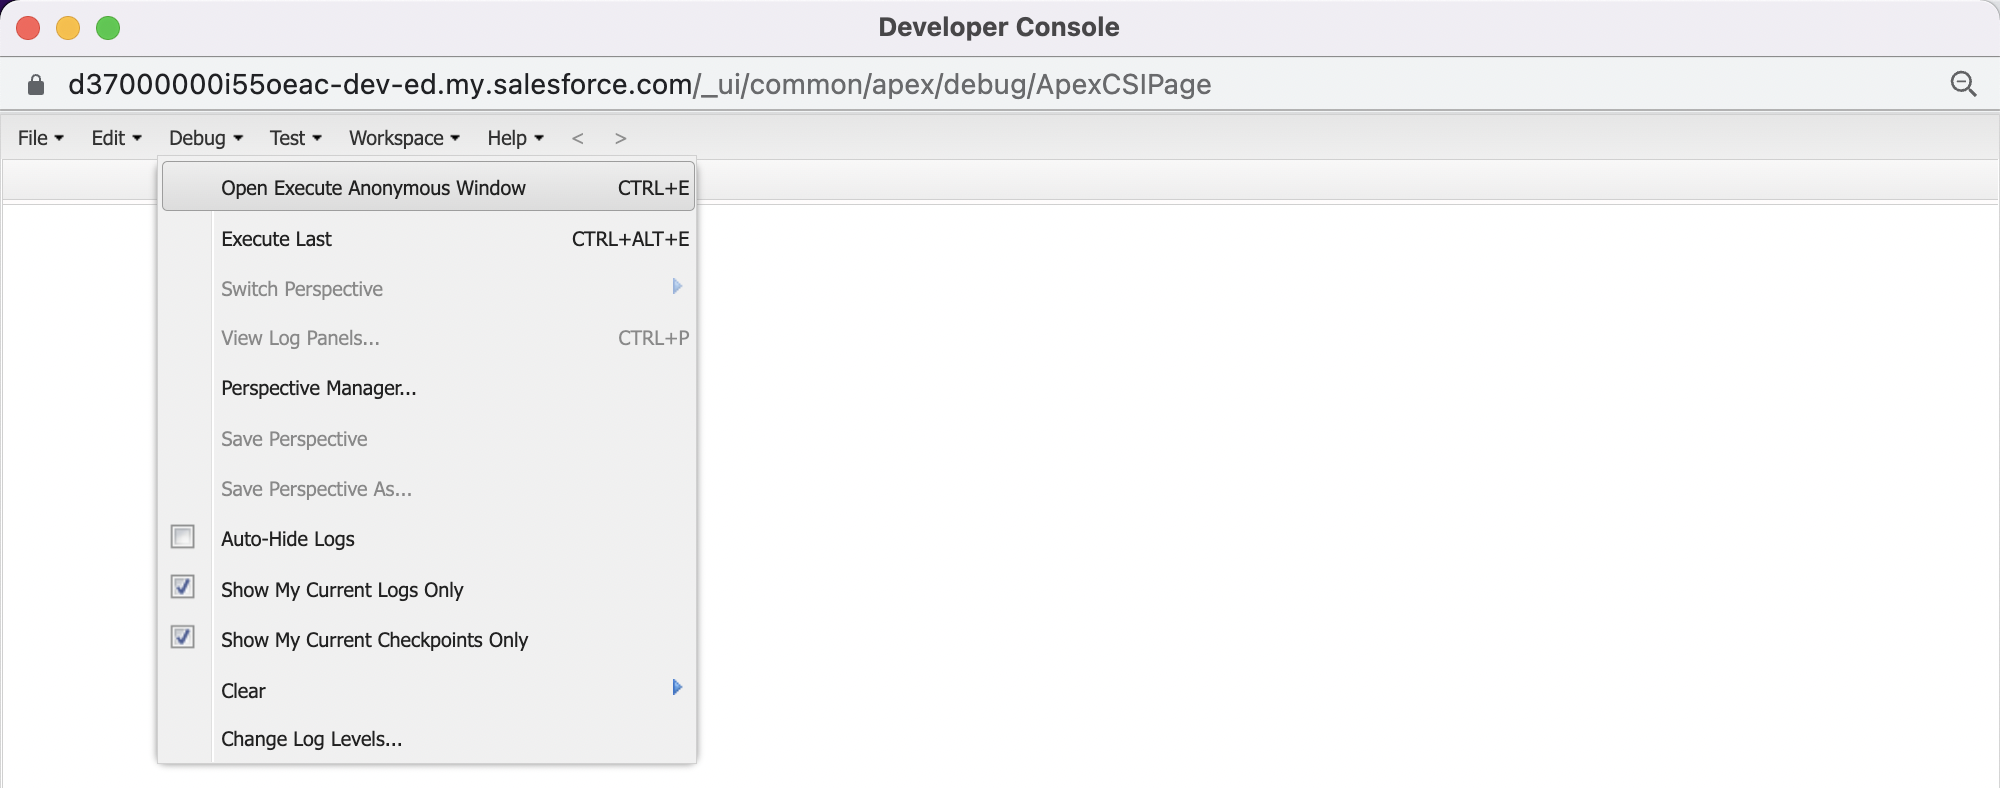 Developer Console
d37000000i55oeac-dev-ed.my.salesforce.com/_ui/common/apex/debug/ApexCSIPage
File Edit Debug Test Workspace Help < >
Open Execute Anonymous Window CTRL+E
Execute Last CTRL+ALT+E
Switch Perspective
View Log Panels... CTRL+P
Perspective Manager...
Save Perspective
Save Perspective As...
Auto-Hide Logs
Show My Current Logs Only
Show My Current Checkpoints Only
Clear
Change Log Levels...